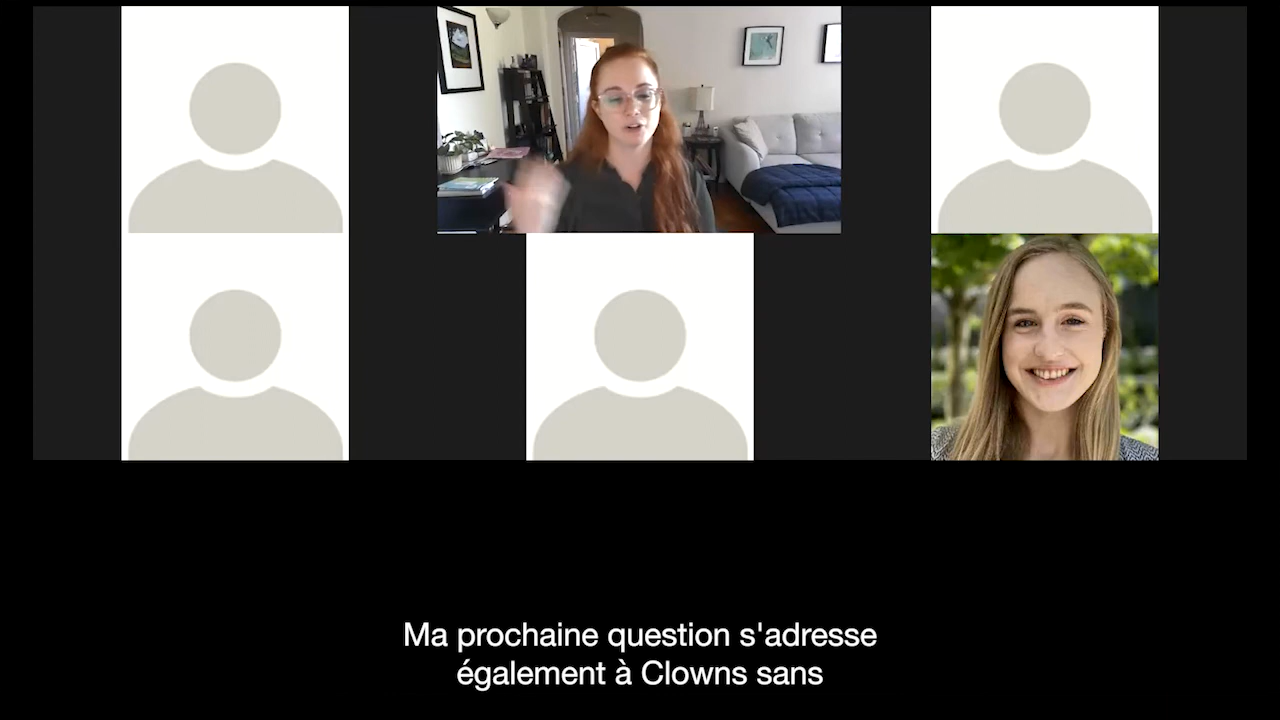 Ma prochaine question s'adresse
également à Clowns sans